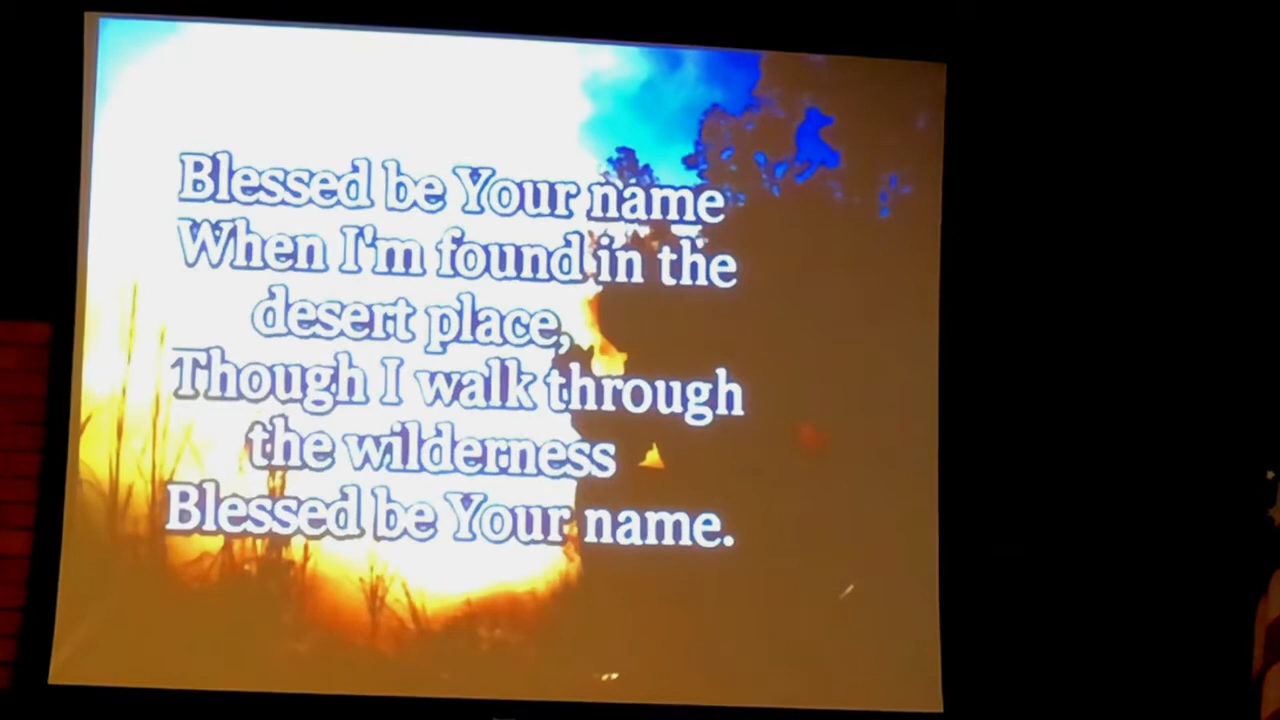 Blessed be Your name
When I'm found in the
desert place,
Though I walk through
the wilderness
Blessed be Your name.